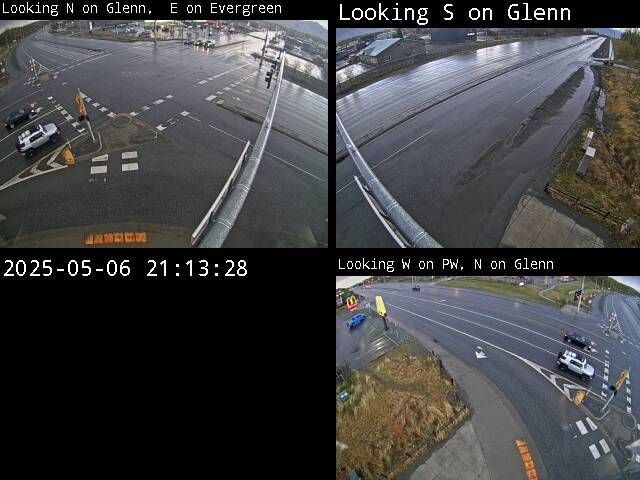 Looking N on Glenn,  E on Evergreen
Looking S on Glenn
2025-05-06 21:13:28
Looking W on PW, N on Glenn